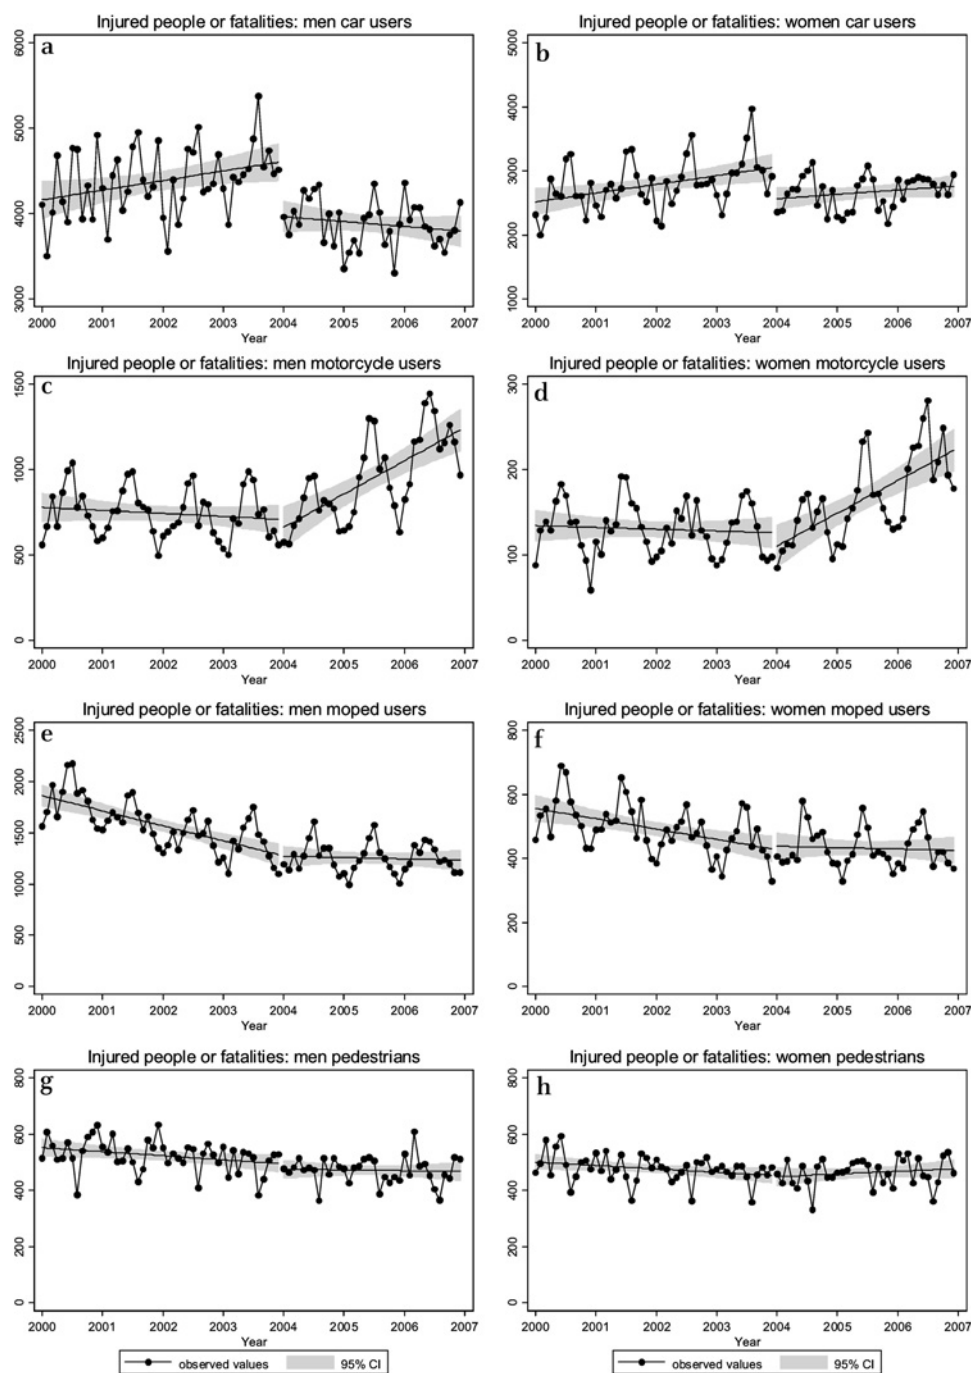 Injured people or fatalities: men car users
a
6000
5000
4000
3000
2000 2001 2002 2003 2004 2005 2006 2007
Year
Injured people or fatalities: women car users
b
5000
4000
3000
2000
1000
2000 2001 2002 2003 2004 2005 2006 2007
Year
Injured people or fatalities: men motorcycle users
c
1500
1000
500
0
2000 2001 2002 2003 2004 2005 2006 2007
Year
Injured people or fatalities: women motorcycle users
d
300
200
100
0
2000 2001 2002 2003 2004 2005 2006 2007
Year
Injured people or fatalities: men moped users
e
2500
2000
1500
1000
500
0
2000 2001 2002 2003 2004 2005 2006 2007
Year
Injured people or fatalities: women moped users
f
800
600
400
200
0
2000 2001 2002 2003 2004 2005 2006 2007
Year
Injured people or fatalities: men pedestrians
g
800
600
400
200
0
2000 2001 2002 2003 2004 2005 2006 2007
Year
observed values 95% CI
Injured people or fatalities: women pedestrians
h
800
600
400
200
0
2000 2001 2002 2003 2004 2005 2006 2007
Year
observed values 95% CI